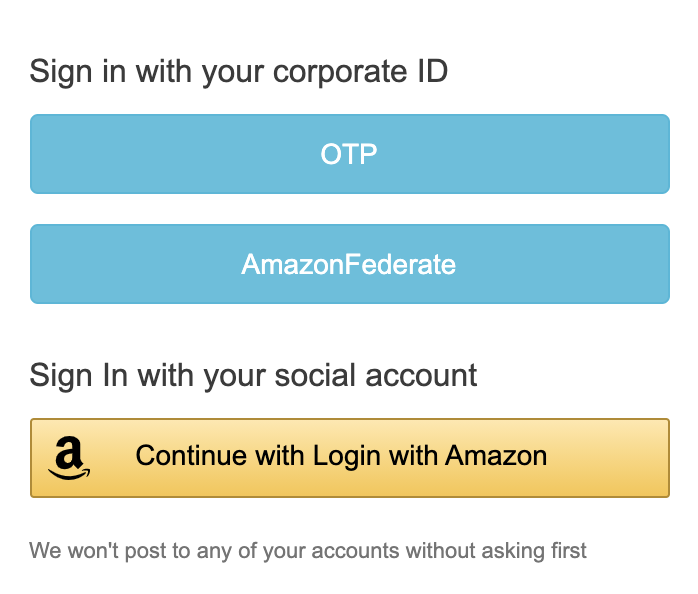 Sign in with your corporate ID
OTP
AmazonFederate
Sign In with your social account
Continue with Login with Amazon
We won't post to any of your accounts without asking first